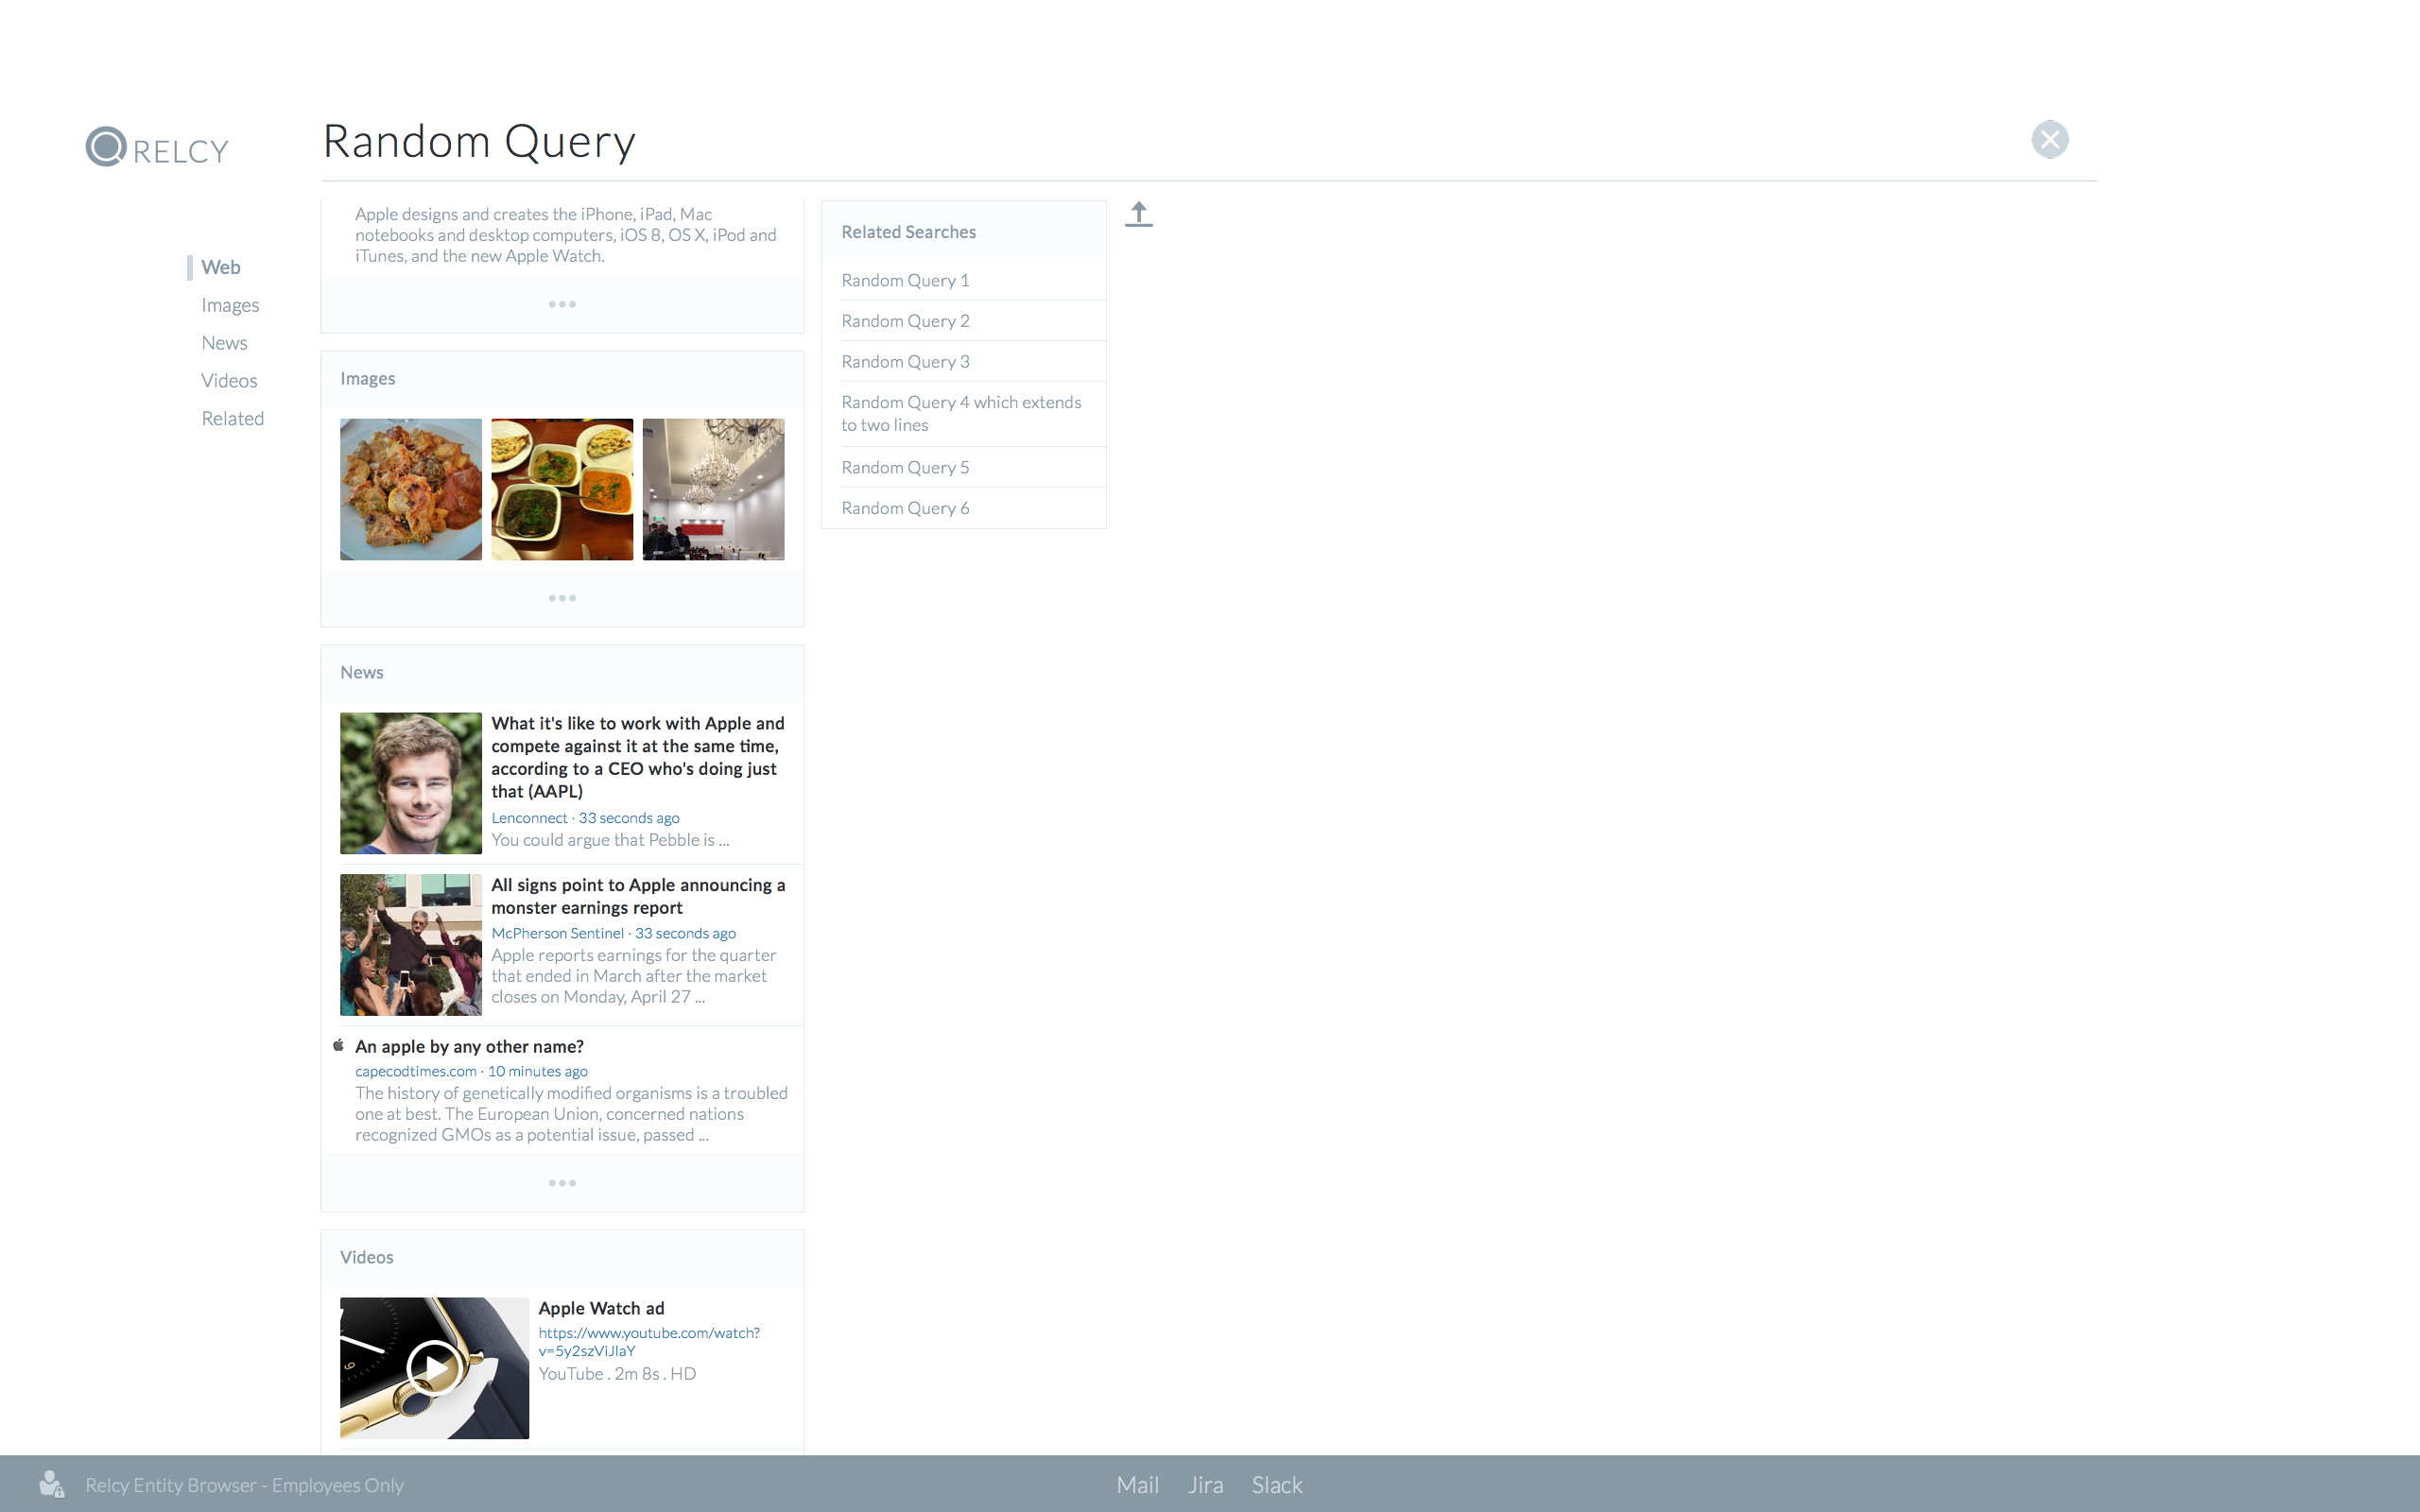 RELCY
Random Query
Web
Images
News
Videos
Related
Apple designs and creates the iPhone, iPad, Mac
notebooks and desktop computers, iOS 8, OS X, iPod and
iTunes, and the new Apple Watch.
Images
News
What it's like to work with Apple and
compete against it at the same time,
according to a CEO who's doing just
that (AAPL)
Lenconnect · 33 seconds ago
You could argue that Pebble is ...
All signs point to Apple announcing a
monster earnings report
McPherson Sentinel · 33 seconds ago
Apple reports earnings for the quarter
that ended in March after the market
closes on Monday, April 27 ...
An apple by any other name?
capecodtimes.com · 10 minutes ago
The history of genetically modified organisms is a troubled
one at best. The European Union, concerned nations
recognized GMOs as a potential issue, passed ...
Videos
Apple Watch ad
https://www.youtube.com/watch?
v=5y2szViJlaY
YouTube . 2m 8s . HD
Related Searches
Random Query 1
Random Query 2
Random Query 3
Random Query 4 which extends
to two lines
Random Query 5
Random Query 6
Relcy Entity Browser - Employees Only
Mail Jira Slack